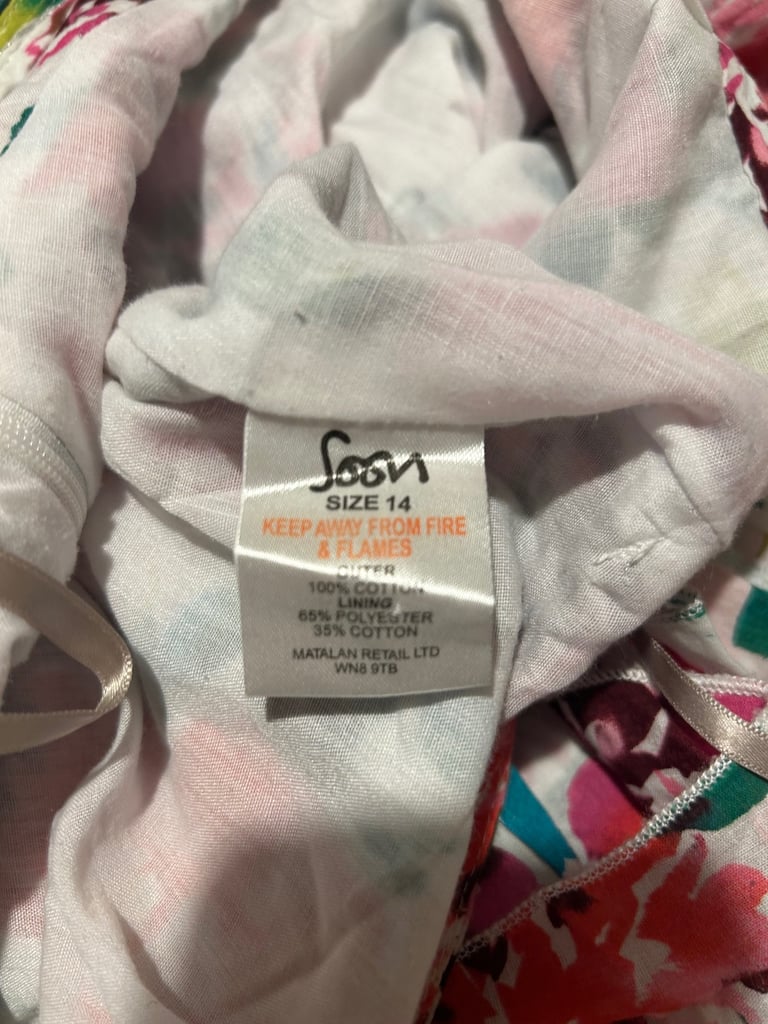 Soon
SIZE 14
KEEP AWAY FROM FIRE
& FLAMES
OUTER
100% COTTON
LINING
65% POLYESTER
35% COTTON
MATALAN RETAIL LTD
WN8 9TB